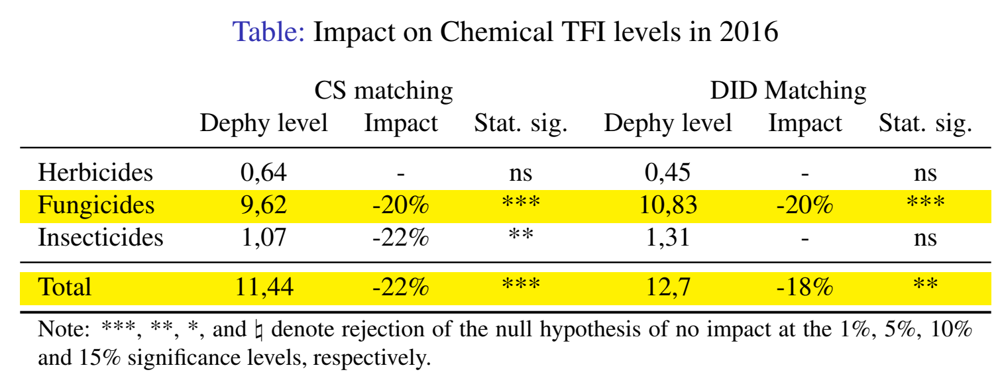 Table: Impact on Chemical TFI levels in 2016
CS matching DID Matching
Dephy level Impact Stat. sig. Dephy level Impact Stat. sig.
Herbicides 0,64 - ns 0,45 - ns
Fungicides 9,62 -20% *** 10,83 -20% ***
Insecticides 1,07 -22% ** 1,31 - ns
Total 11,44 -22% *** 12,7 -18% **
Note: ***, **, *, and ♮ denote rejection of the null hypothesis of no impact at the 1%, 5%, 10%
and 15% significance levels, respectively.